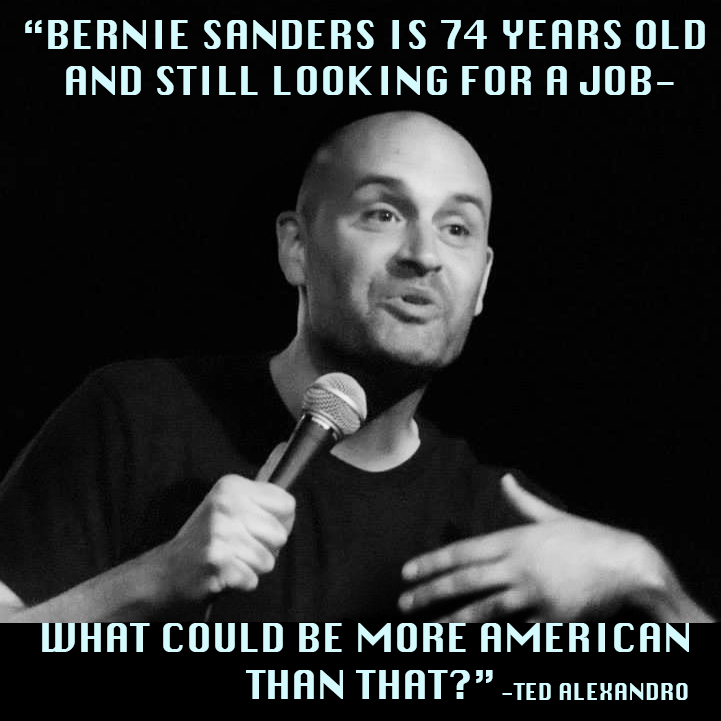 “BERNIE SANDERS IS 74 YEARS OLD
AND STILL LOOKING FOR A JOB-
WHAT COULD BE MORE AMERICAN
THAN THAT?” -TED ALEXANDRO